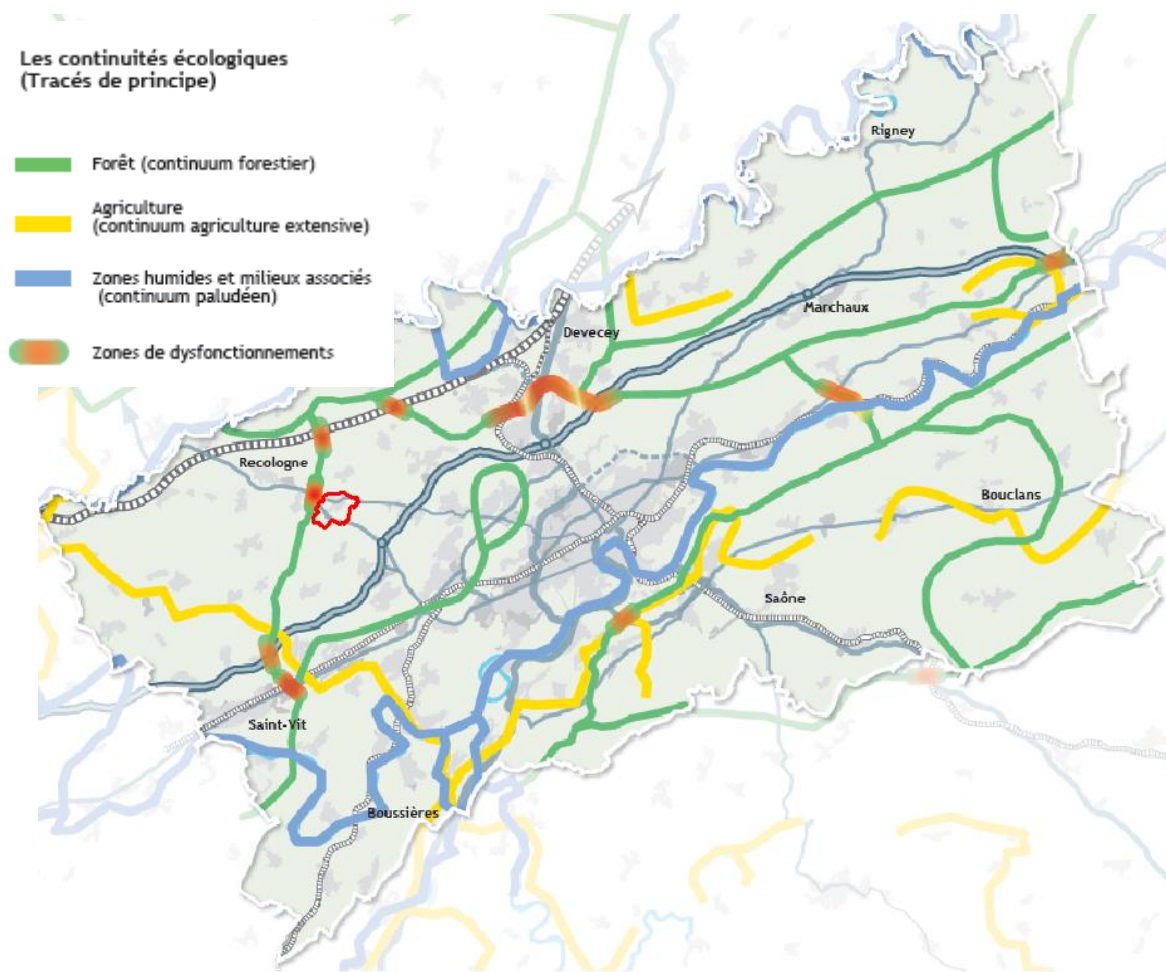 Les continuités écologiques
(Tracés de principe)
Forêt (continuum forestier)
Agriculture
(continuum agriculture extensive)
Zones humides et milieux associés
(continuum paludéen)
Zones de dysfonctionnements
Rigney
Marchaux
Devecey
Recologne
Bouclans
Saône
Saint-Vit
Boussières